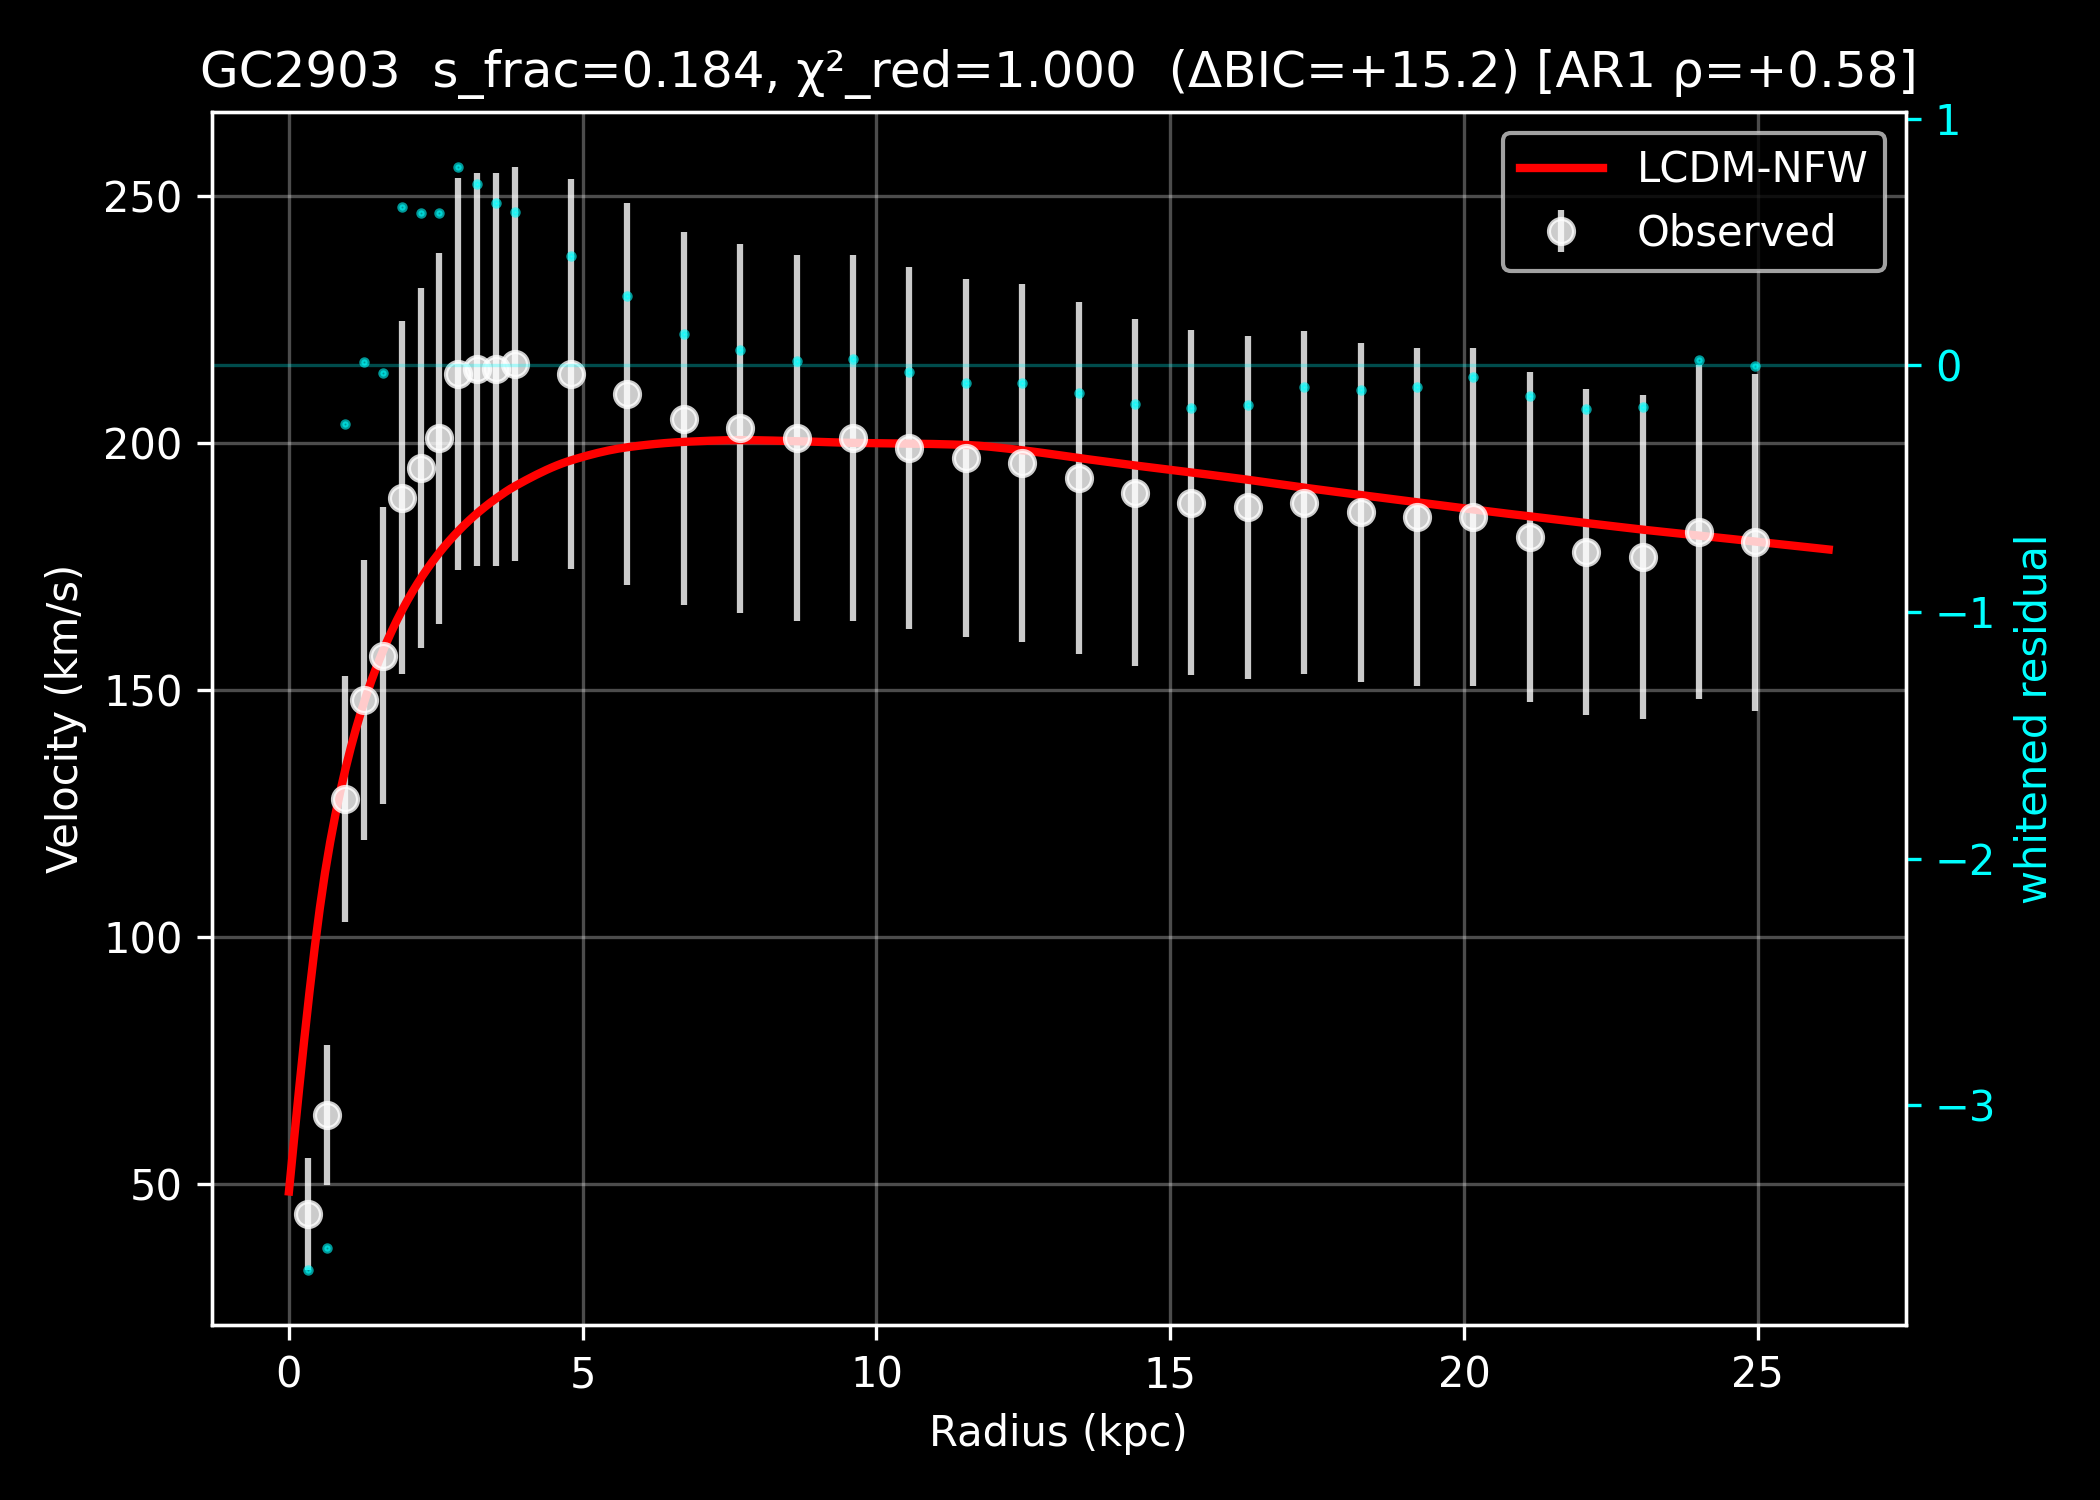 GC2903  s_frac=0.184, χ²_red=1.000  (ΔBIC=+15.2) [AR1 ρ=+0.58]
LCDM-NFW
Observed
250
200
150
100
50
Velocity (km/s)
1
0
−1
−2
−3
whitened residual
0 5 10 15 20 25
Radius (kpc)